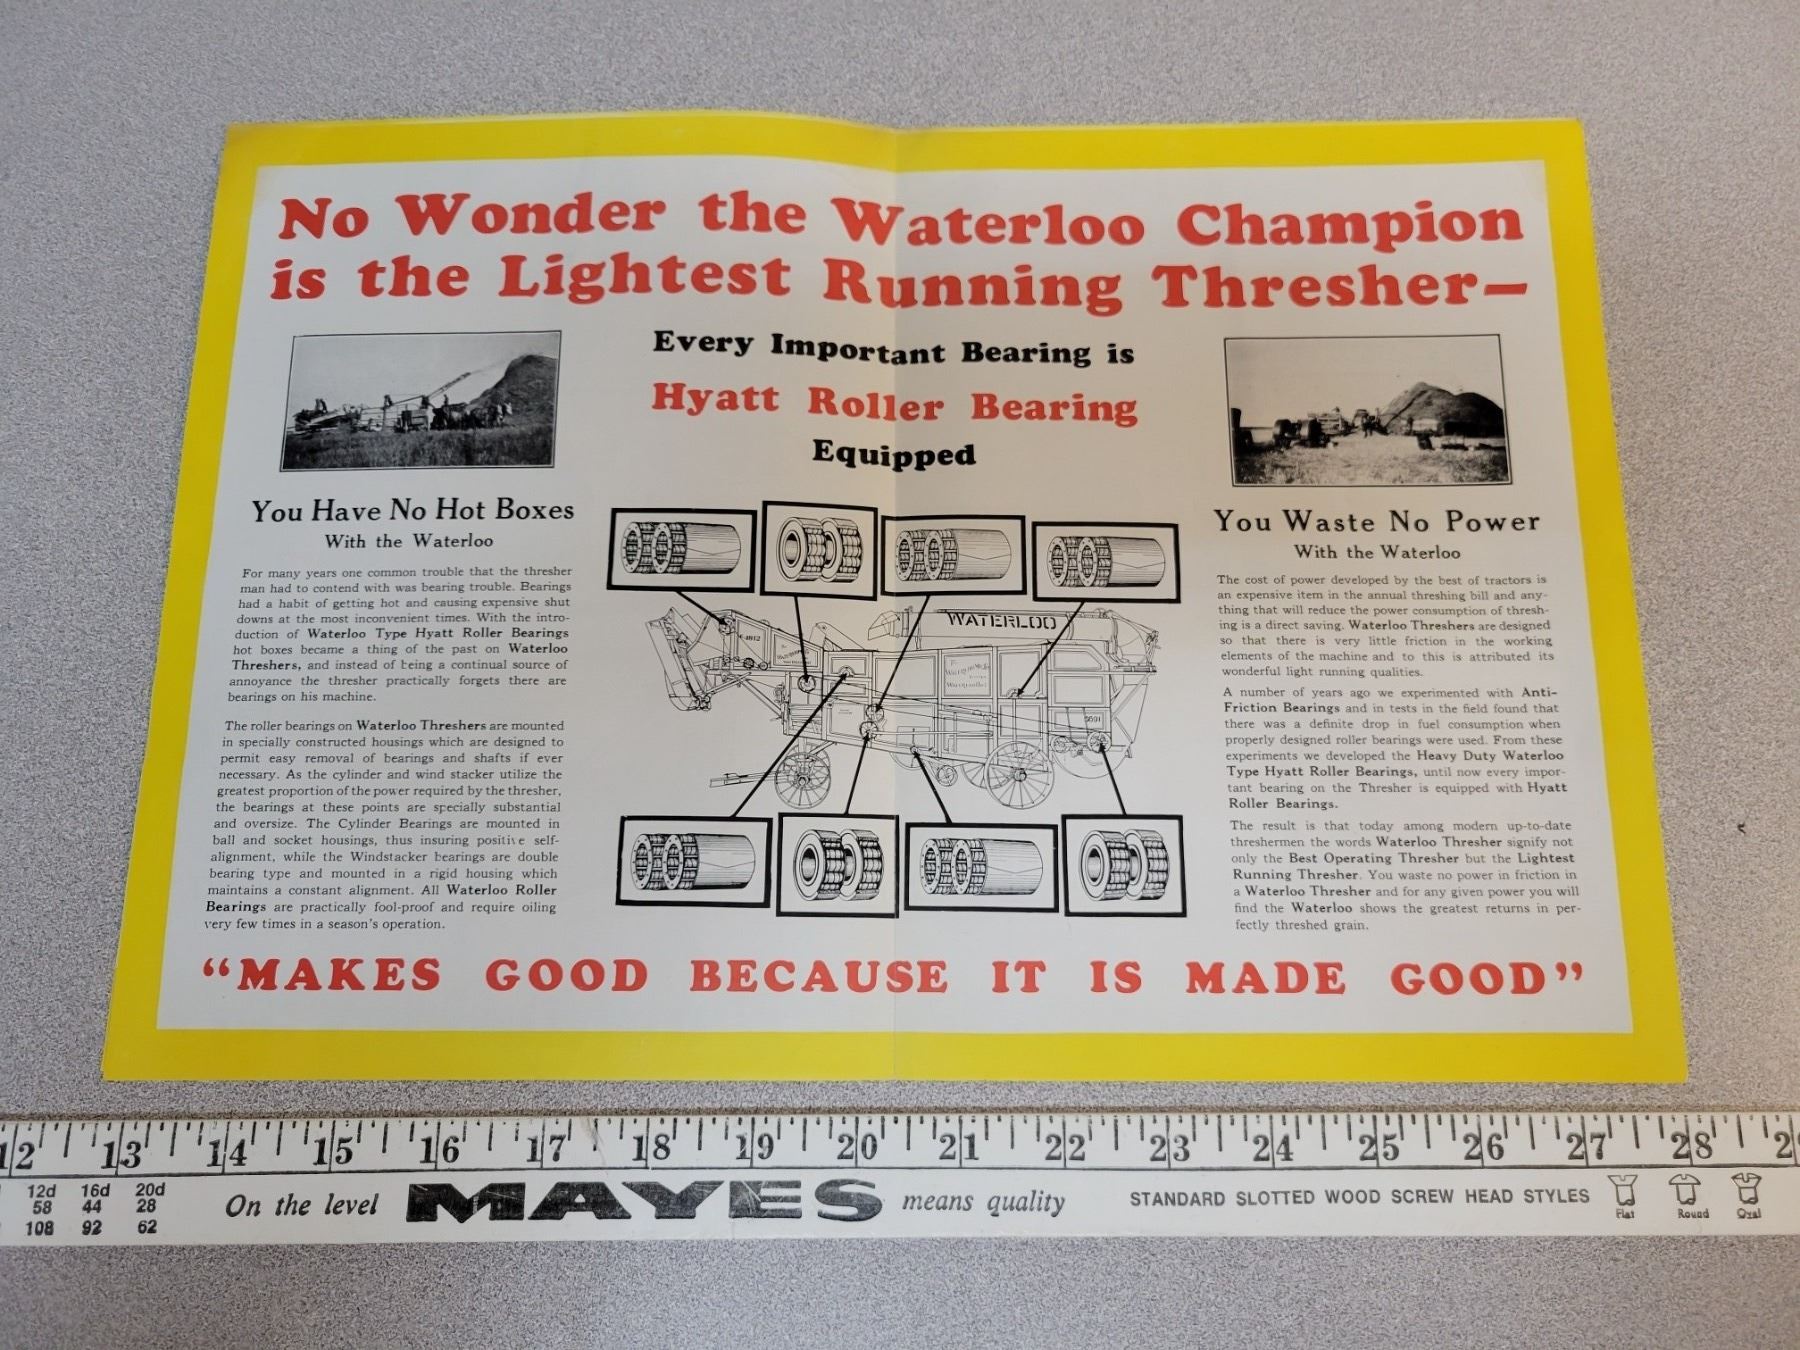 No Wonder the Waterloo Champion
is the Lightest Running Thresher—
Every Important Bearing is
Hyatt Roller Bearing
Equipped
You Have No Hot Boxes
With the Waterloo
For many years one common trouble that the thresher
man had to contend with was bearing trouble. Bearings
had a habit of getting hot and causing expensive shut
downs at the most inconvenient times. With the intro-
duction of Waterloo Type Hyatt Roller Bearings
hot boxes became a thing of the past on Waterloo
Threshers, and instead of being a continual source of
annoyance the thresher practically forgets there are
bearings on his machine.
The roller bearings on Waterloo Threshers are mounted
in specially constructed housings which are designed to
permit easy removal of bearings and shafts if ever
necessary. As the cylinder and wind stacker utilize the
greatest proportion of the power required by the thresher,
the bearings at these points are specially substantial
and oversize. The Cylinder Bearings are mounted in
ball and socket housings, thus insuring positive self-
alignment, while the Windstacker bearings are double
bearing type and mounted in a rigid housing which
maintains a constant alignment. All Waterloo Roller
Bearings are practically fool-proof and require oiling
very few times in a season's operation.
WATERLOO
You Waste No Power
With the Waterloo
The cost of power developed by the best of tractors is
an expensive item in the annual threshing bill and any-
thing that will reduce the power consumption of thresh-
ing is a direct saving. Waterloo Threshers are designed
so that there is very little friction in the working
elements of the machine and to this is attributed its
wonderful light running qualities.
A number of years ago we experimented with Anti-
Friction Bearings and in tests in the field found that
there was a definite drop in fuel consumption when
properly designed roller bearings were used. From these
experiments we developed the Heavy Duty Waterloo
Type Hyatt Roller Bearings, until now every impor-
tant bearing on the Thresher is equipped with Hyatt
Roller Bearings.
The result is that today among modern up-to-date
threshermen the words Waterloo Thresher signify not
only the Best Operating Thresher but the Lightest
Running Thresher. You waste no power in friction in
a Waterloo Thresher and for any given power you will
find the Waterloo shows the greatest returns in per-
fectly threshed grain.
"MAKES GOOD BECAUSE IT IS MADE GOOD"
12 13 14 15 16 17 18 19 20 21 22 23 24 25 26 27 28 2
12d 16d 20d
58 44 28
108 92 62
On the level MAYES means quality
STANDARD SLOTTED WOOD SCREW HEAD STYLES
Flat Round Oval